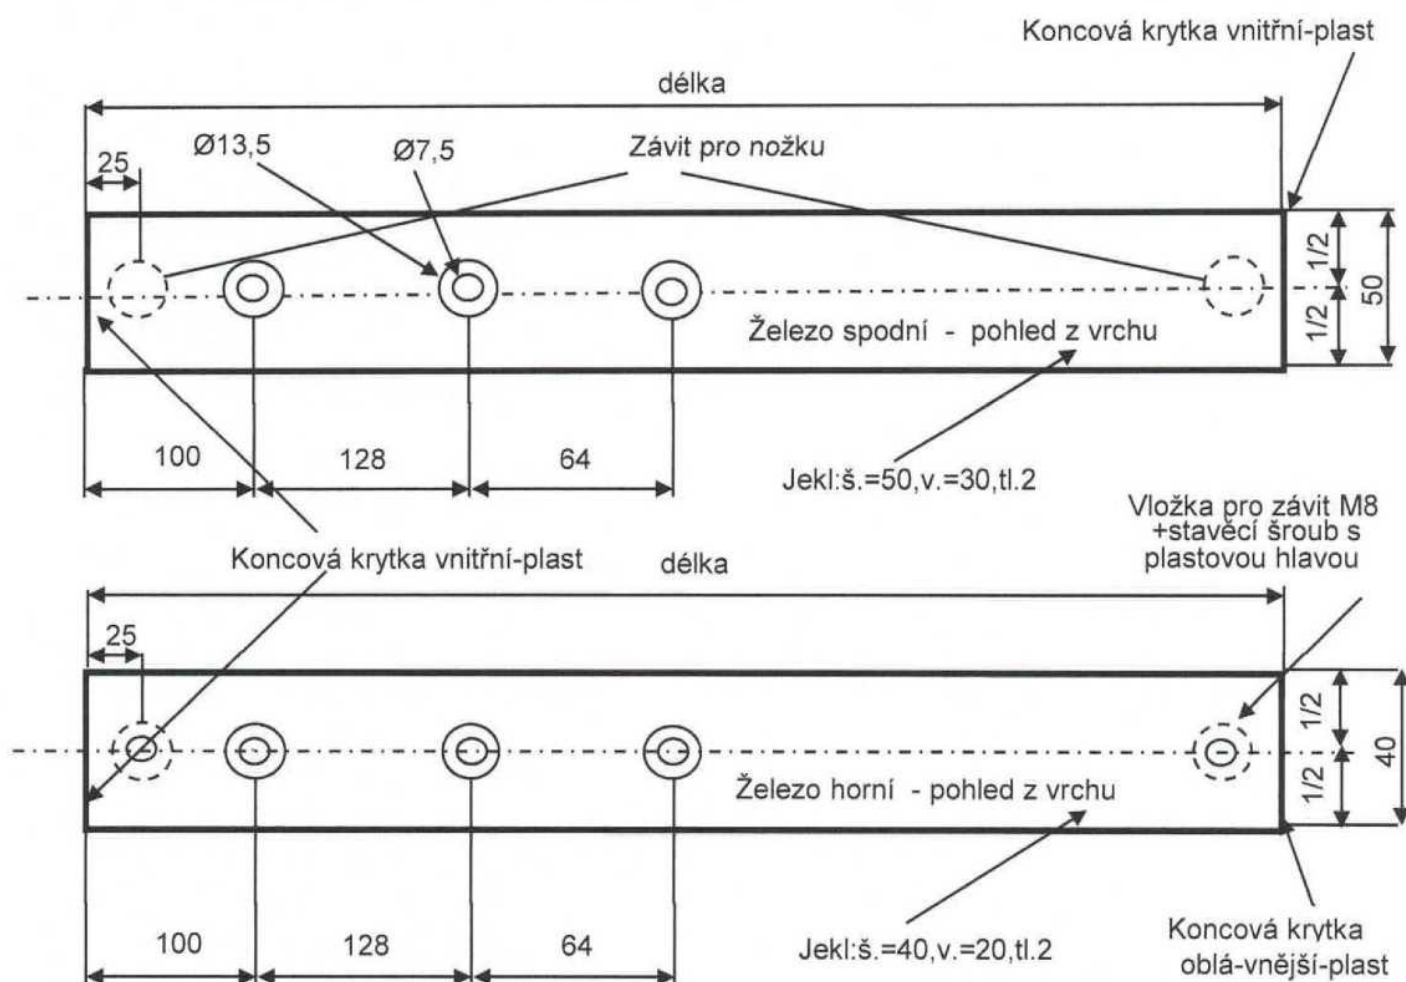 Koncová krytka vnitřní-plast
délka
25
Ø13,5
Ø7,5
Závit pro nožku
1/2
1/2
50
Železo spodní - pohled z vrchu
100
128
64
Jekl:š.=50,v.=30,tl.2
Vložka pro závit M8
+stavěcí šroub s
plastovou hlavou
Koncová krytka vnitřní-plast
délka
25
1/2
1/2
40
Železo horní - pohled z vrchu
100
128
64
Jekl:š.=40,v.=20,tl.2
Koncová krytka
oblá-vnější-plast